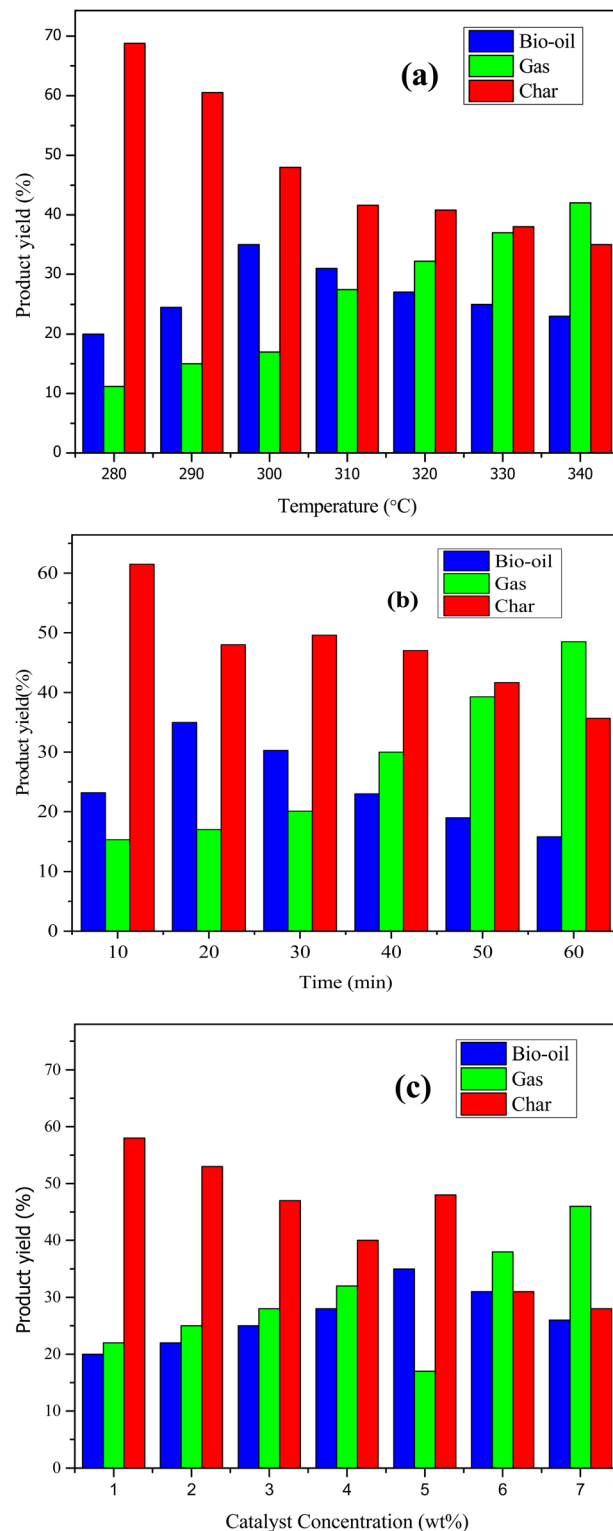 70
60
50
40
30
20
10
0
Product yield (%)
(a)
Bio-oil
Gas
Char
280 290 300 310 320 330 340
Temperature (°C)
60
50
40
30
20
10
0
Product yield(%)
(b)
Bio-oil
Gas
Char
10 20 30 40 50 60
Time (min)
70
60
50
40
30
20
10
0
Product yield (%)
(c)
Bio-oil
Gas
Char
1 2 3 4 5 6 7
Catalyst Concentration (wt%)